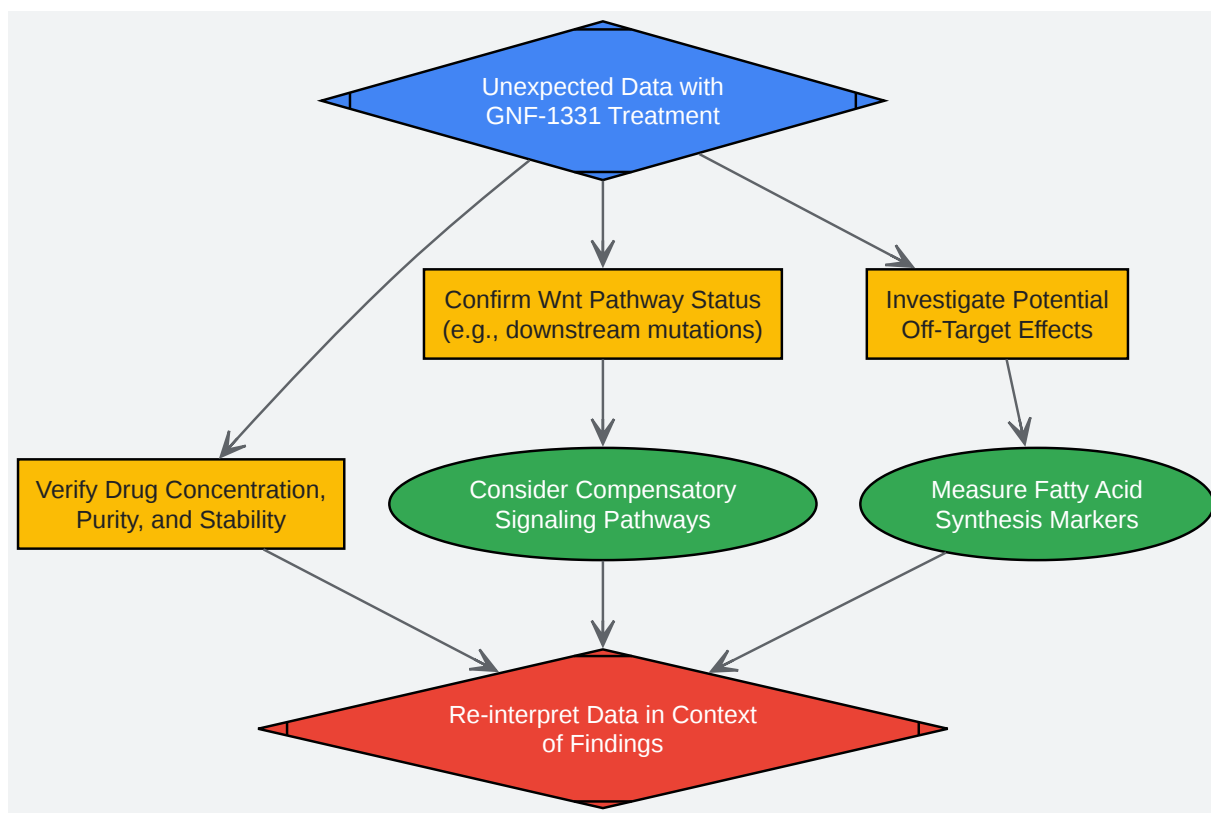 Unexpected Data with
GNF-1331 Treatment
Confirm Wnt Pathway Status
(e.g., downstream mutations)
Investigate Potential
Off-Target Effects
Verify Drug Concentration,
Purity, and Stability
Consider Compensatory
Signaling Pathways
Measure Fatty Acid
Synthesis Markers
Re-interpret Data in Context
of Findings